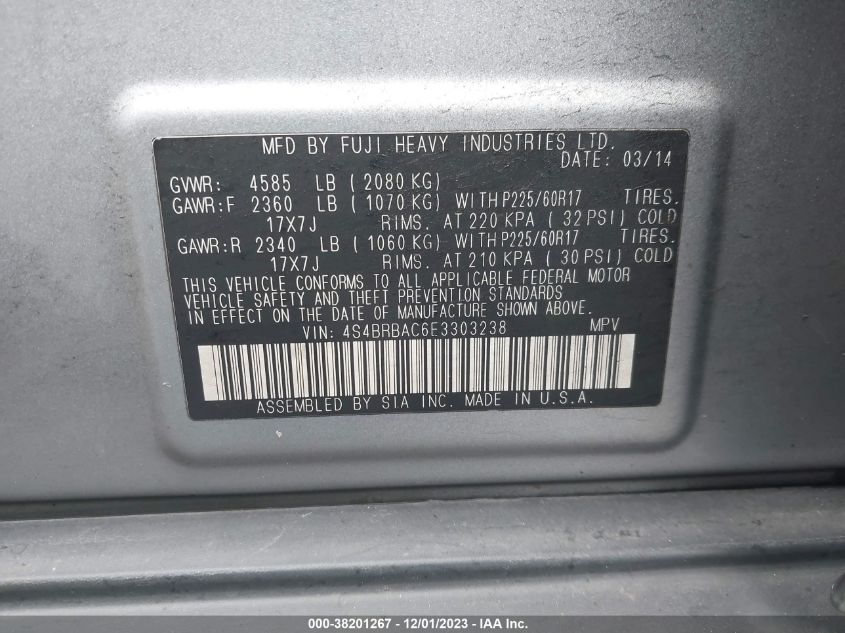 MFD BY FUJI HEAVY INDUSTRIES LTD.
DATE: 03/14
GVWR: 4585 LB ( 2080 KG)
GAWR:F 2360 LB ( 1070 KG) WITH P225/60R17 TIRES.
17X7J RIMS. AT 220 KPA ( 32 PSI) COLD
GAWR:R 2340 LB ( 1060 KG) WITH P225/60R17 TIRES.
17X7J RIMS. AT 210 KPA ( 30 PSI) COLD
THIS VEHICLE CONFORMS TO ALL APPLICABLE FEDERAL MOTOR
VEHICLE SAFETY AND THEFT PREVENTION STANDARDS
IN EFFECT ON THE DATE OF MANUFACTURE SHOWN ABOVE.
VIN: 4S4BRBAC6E3303238 MPV
ASSEMBLED BY SIA INC. MADE IN U.S.A.
000-38201267 - 12/01/2023 - IAA Inc.